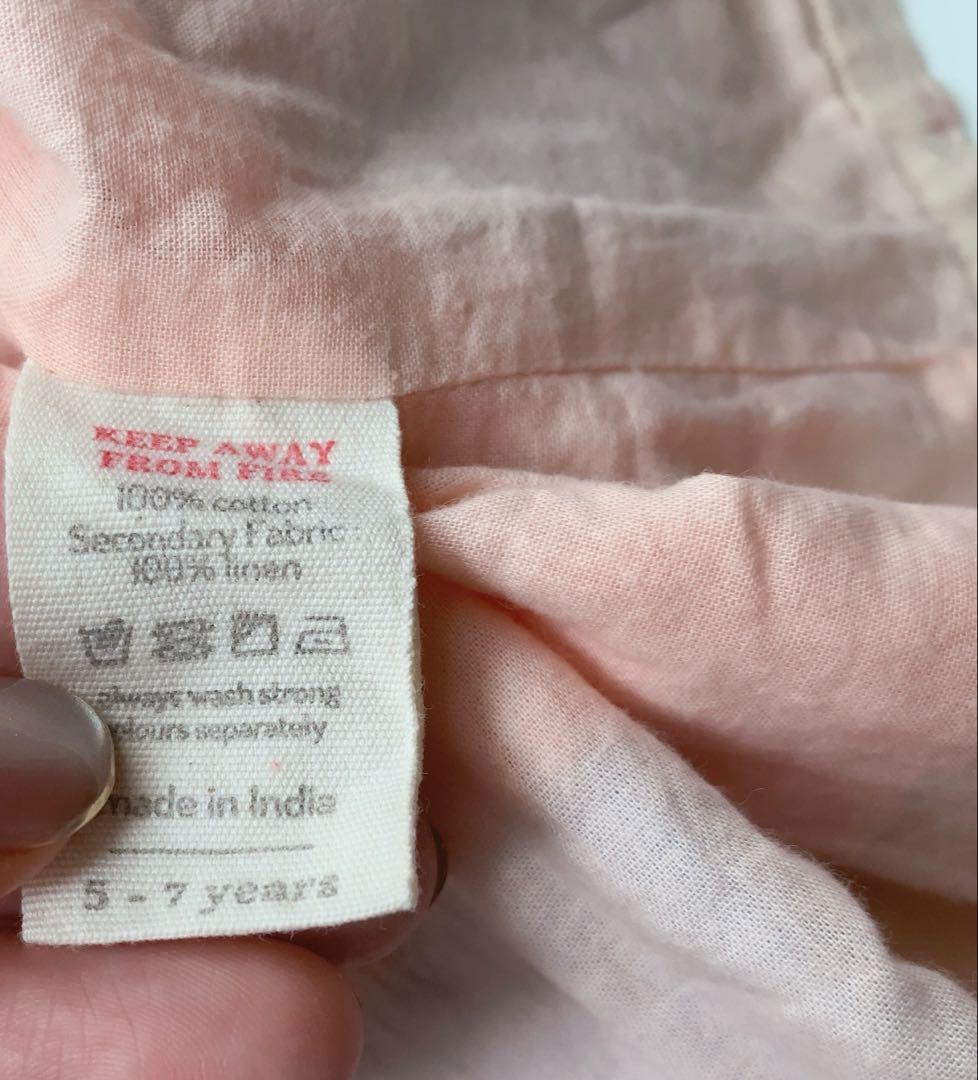 KEEP AWAY
FROM FIRE
100% cotton
Secondary Fabric:
100% linen
always wash strong
colours separately
made in India
5 - 7 years